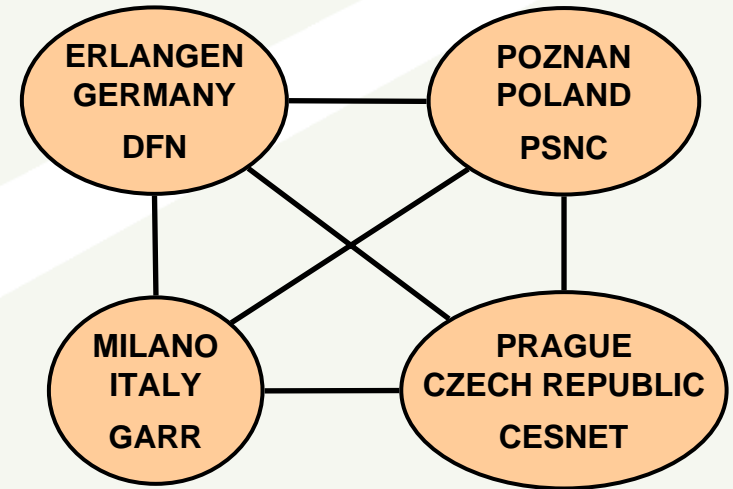 ERLANGEN
GERMANY
DFN
POZNAN
POLAND
PSNC
MILANO
ITALY
GARR
PRAGUE
CZECH REPUBLIC
CESNET